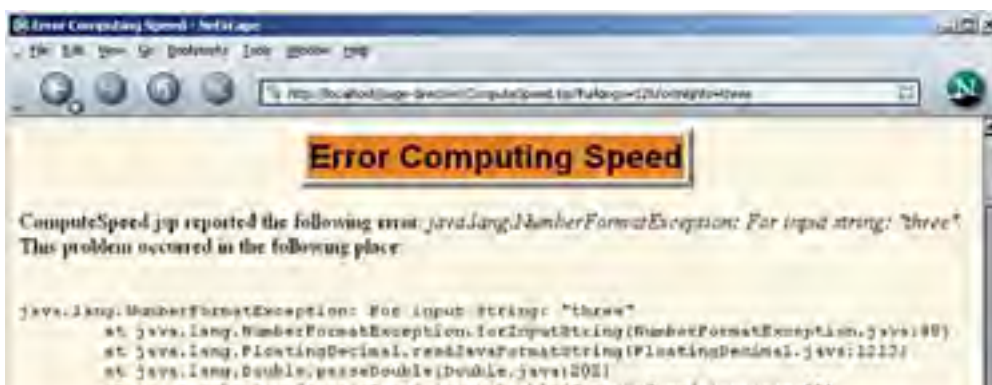 Error Computing Speed - Netscape
File Edit View Go Bookmarks Tools Window Help
Error Computing Speed
ComputeSpeed.jsp reported the following error: java.lang.NumberFormatException: For input string: "three".
This problem occurred in the following place:
java.lang.NumberFormatException: For input string: "three"
at java.lang.NumberFormatException.forInputString(NumberFormatException.java:48)
at java.lang.FloatingDecimal.readJavaFormatString(FloatingDecimal.java:1213)
at java.lang.Double.parseDouble(Double.java:202)